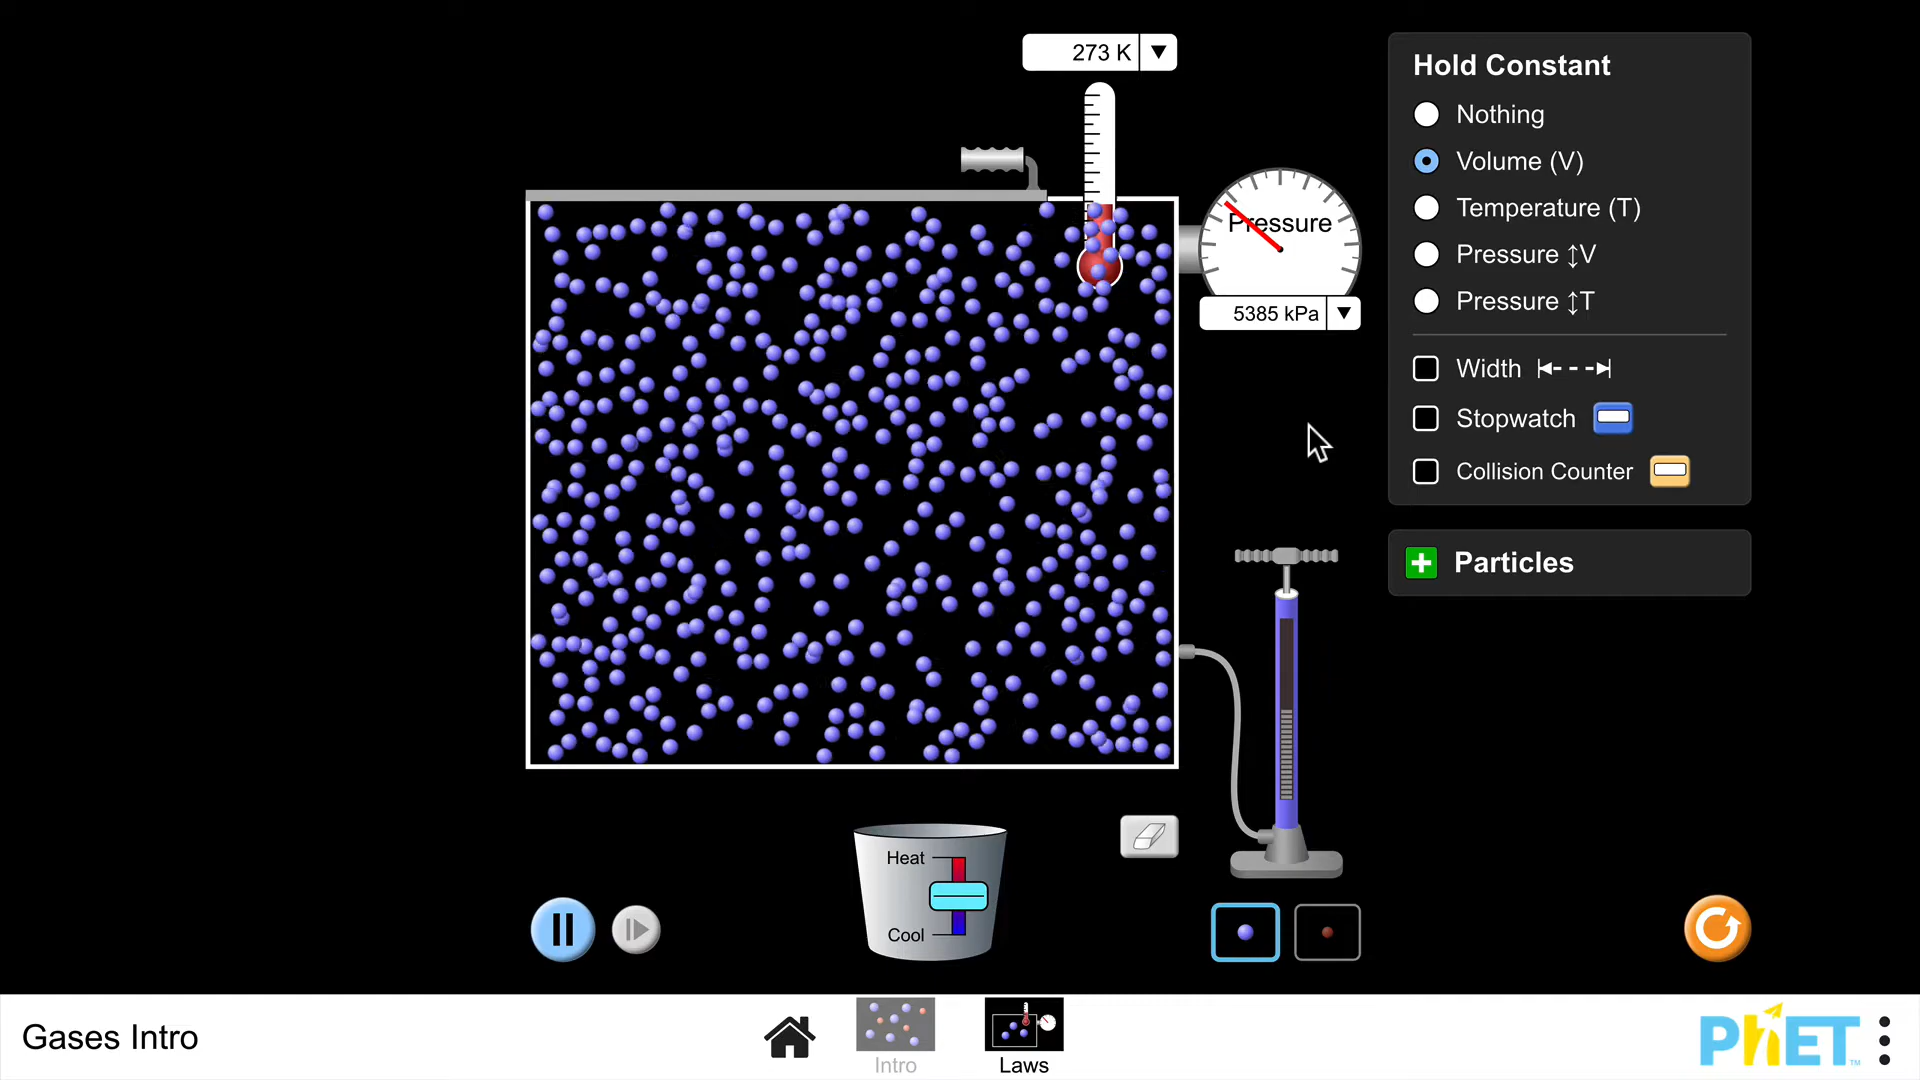 273 K
Pressure
5385 kPa
Hold Constant
Nothing
Volume (V)
Temperature (T)
Pressure ↕V
Pressure ↕T
Width
Stopwatch
Collision Counter
Particles
Heat
Cool
Gases Intro
Intro
Laws
PhET™